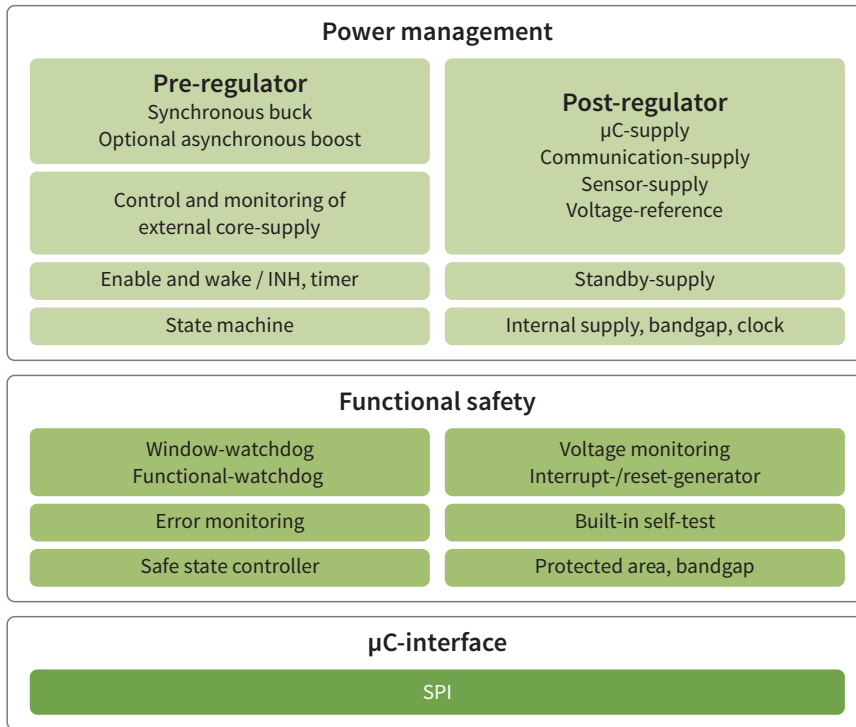 Power management
Pre-regulator
Synchronous buck
Optional asynchronous boost
Control and monitoring of
external core-supply
Enable and wake / INH, timer
State machine
Post-regulator
µC-supply
Communication-supply
Sensor-supply
Voltage-reference
Standby-supply
Internal supply, bandgap, clock
Functional safety
Window-watchdog
Functional-watchdog
Error monitoring
Safe state controller
Voltage monitoring
Interrupt-/reset-generator
Built-in self-test
Protected area, bandgap
µC-interface
SPI